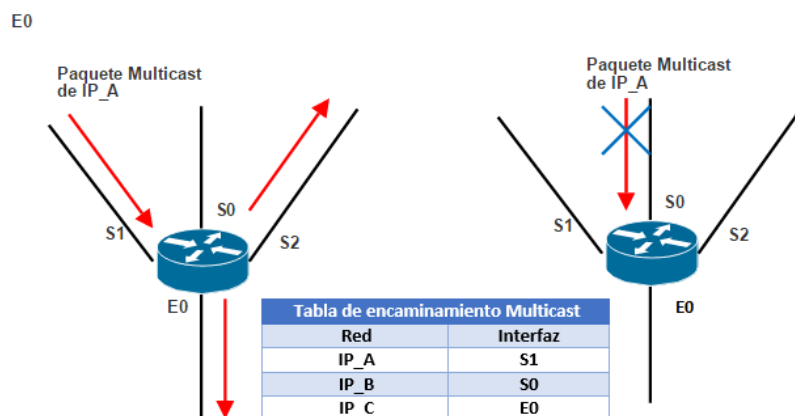 E0
Paquete Multicast
de IP_A
S0
S1
S2
E0
Paquete Multicast
de IP_A
S0
S1
S2
E0
Tabla de encaminamiento Multicast
Red Interfaz
IP_A S1
IP_B S0
IP_C E0